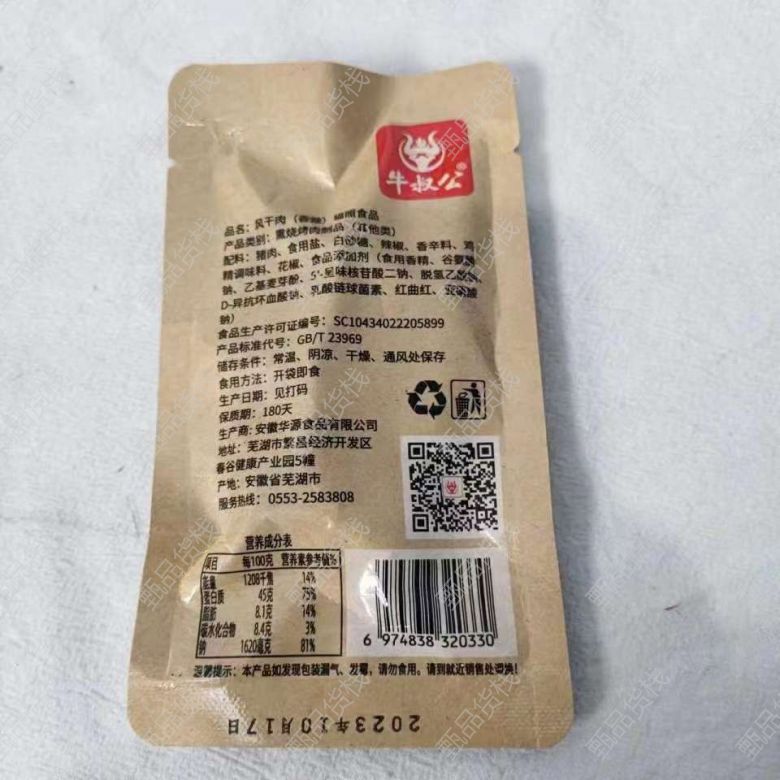 牛叔公®
品名：风干肉（香辣）猫照食品
产品类别：熏烧烤肉制品（其他类）
配料：猪肉、食用盐、白砂糖、辣椒、香辛料、鸡
精调味料、花椒、食品添加剂（食用香精、谷氨酸
钠、乙基麦芽酚、5'-呈味核苷酸二钠、脱氢乙酸钠、
D-异抗坏血酸钠、乳酸链球菌素、红曲红、亚硝酸
钠）
食品生产许可证编号：SC10434022205899
产品标准代号：GB/T 23969
储存条件：常温、阴凉、干燥、通风处保存
食用方法：开袋即食
生产日期：见打码
保质期：180天
生产商：安徽华源食品有限公司
地址：芜湖市繁昌经济开发区
春谷健康产业园5幢
产地：安徽省芜湖市
服务热线：0553-2583808
营养成分表
项目 每100克 营养素参考值%
能量 1208千焦 14%
蛋白质 45克 75%
脂肪 8.1克 14%
碳水化合物 8.4克 3%
钠 1620毫克 81%
6 974838 320330
温馨提示：本产品如发现包装漏气、发霉，请勿食用。请到就近销售处调换！
2023年10月17日
甄品货栈